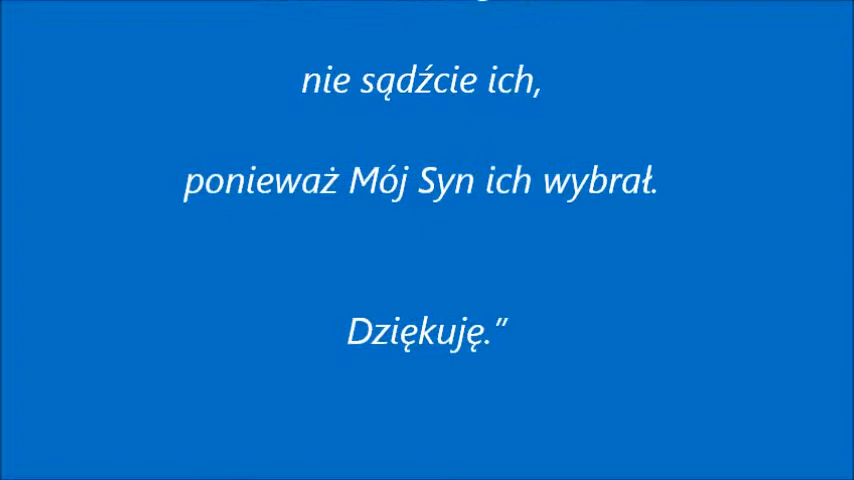 nie sądźcie ich,
ponieważ Mój Syn ich wybrał.
Dziękuję.”